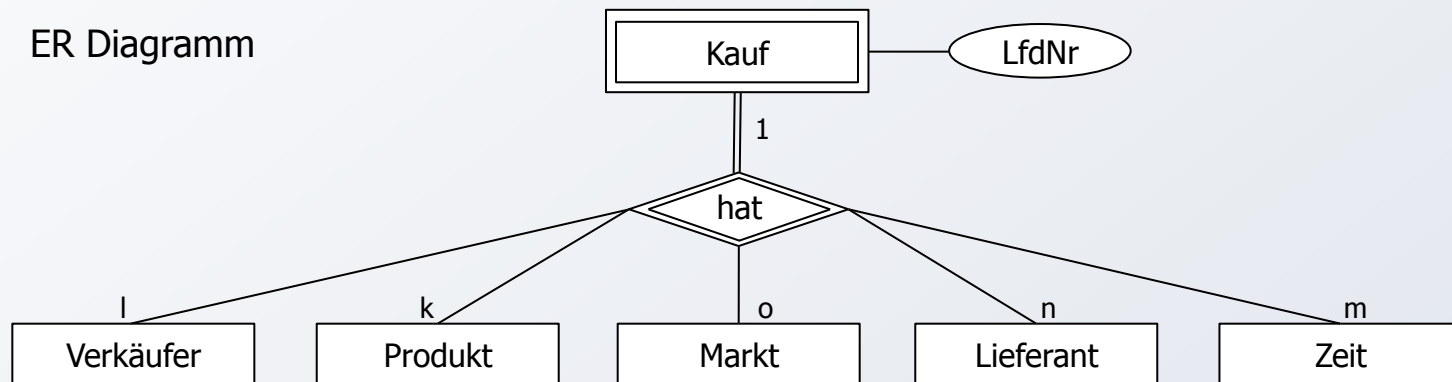 ER Diagramm
Kauf
LfdNr
1
hat
l
k
o
n
m
Verkäufer
Produkt
Markt
Lieferant
Zeit